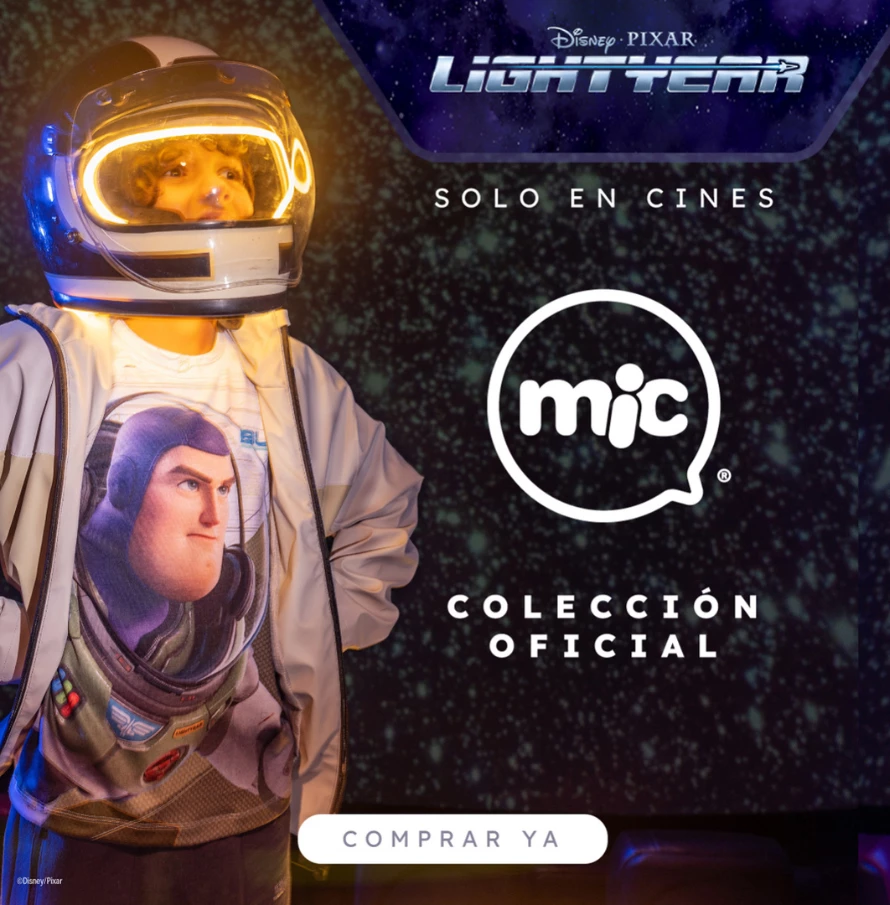 Disney · PIXAR
LIGHTYEAR
SOLO EN CINES
mic
®
COLECCIÓN
OFICIAL
COMPRAR YA
©Disney/Pixar